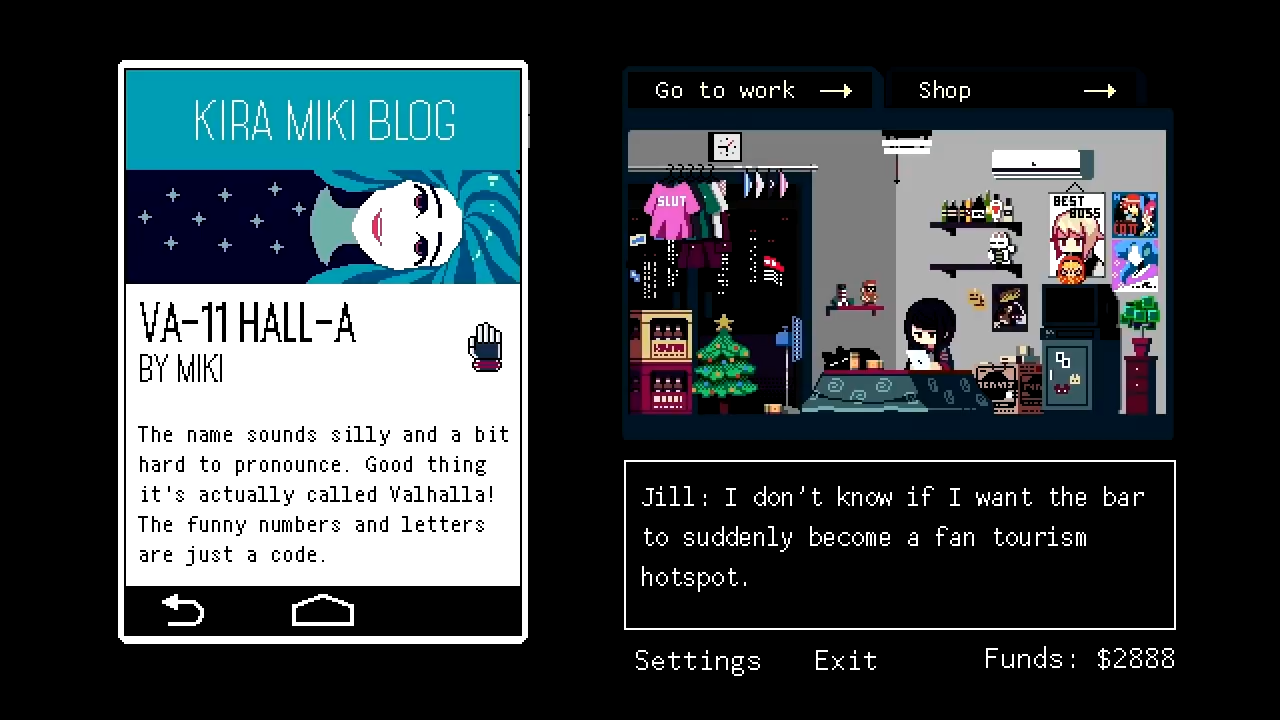 KIRA MIKI BLOG
VA-11 HALL-A
BY MIKI
The name sounds silly and a bit
hard to pronounce. Good thing
it's actually called Valhalla!
The funny numbers and letters
are just a code.
Go to work →
Shop →
SLUT
BEST
BOSS
Jill: I don't know if I want the bar
to suddenly become a fan tourism
hotspot.
Settings
Exit
Funds: $2888